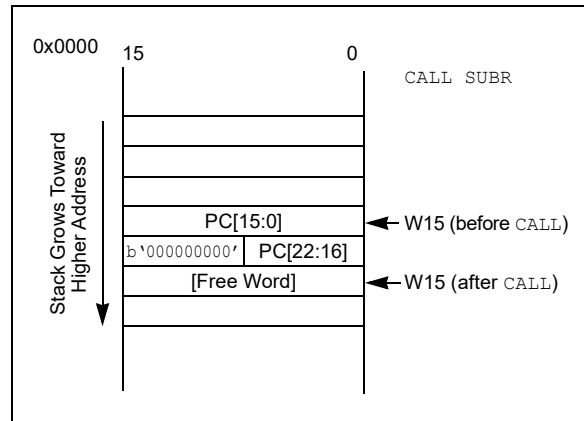 0x0000
15 0
CALL SUBR
Stack Grows Toward
Higher Address
PC[15:0]
W15 (before CALL)
b‘000000000’ PC[22:16]
[Free Word]
W15 (after CALL)